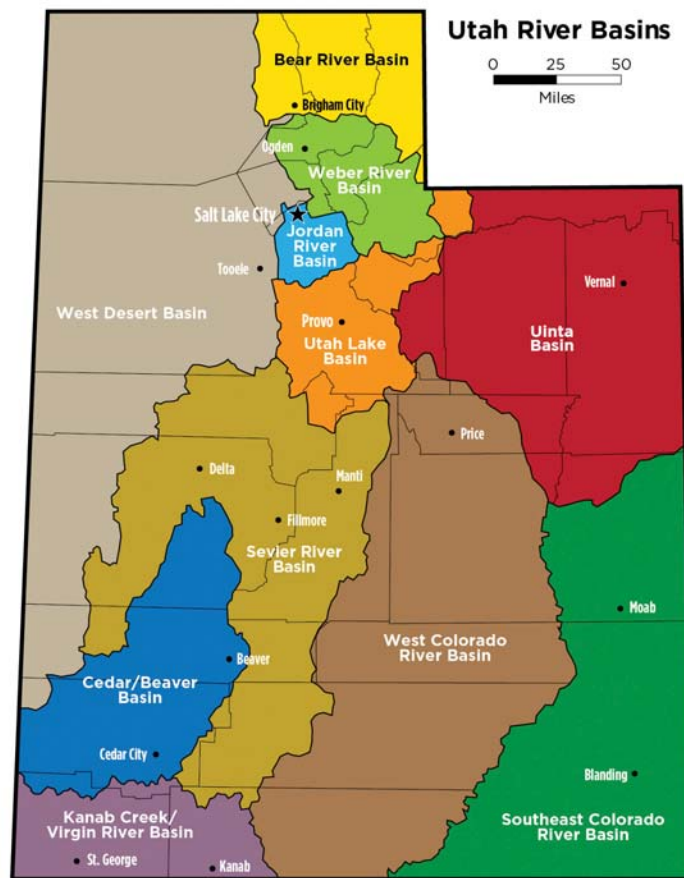 Utah River Basins
0 25 50
Miles
Bear River Basin
Brigham City
Ogden
Weber River
Basin
Salt Lake City
Jordan
River
Basin
Tooele
Vernal
West Desert Basin
Provo
Utah Lake
Basin
Uinta
Basin
Price
Delta
Manti
Fillmore
Sevier River
Basin
Moab
West Colorado
River Basin
Beaver
Cedar/Beaver
Basin
Cedar City
Blanding
Kanab Creek/
Virgin River Basin
Southeast Colorado
River Basin
St. George
Kanab